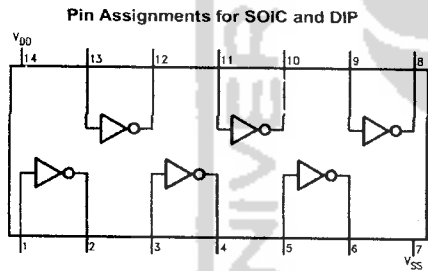 Pin Assignments for SOIC and DIP
VDD
14 13 12 11 10 9 8
1 2 3 4 5 6 7
VSS
NIVER